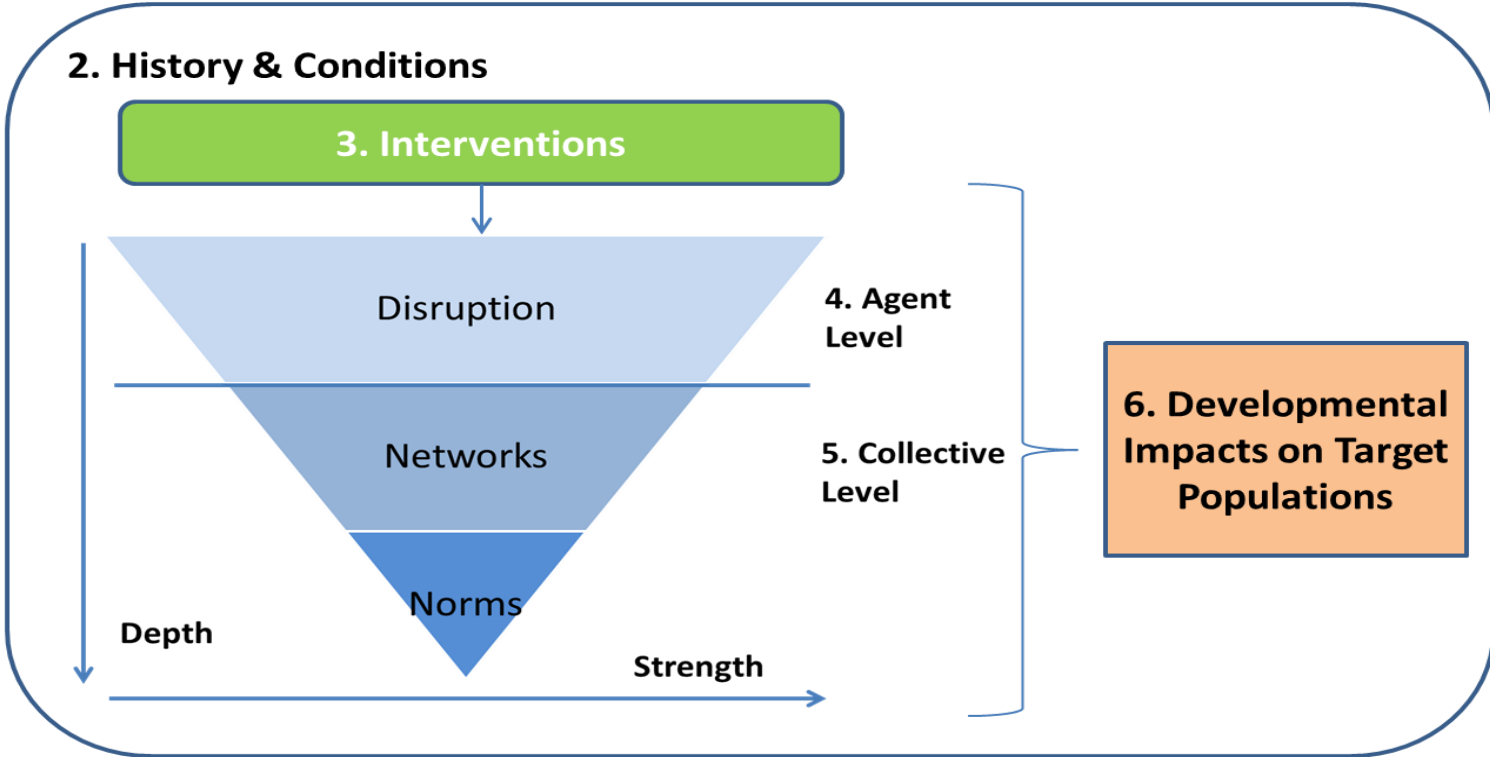 2. History & Conditions
3. Interventions
Disruption
4. Agent
Level
Networks
5. Collective
Level
6. Developmental
Impacts on Target
Populations
Norms
Depth
Strength